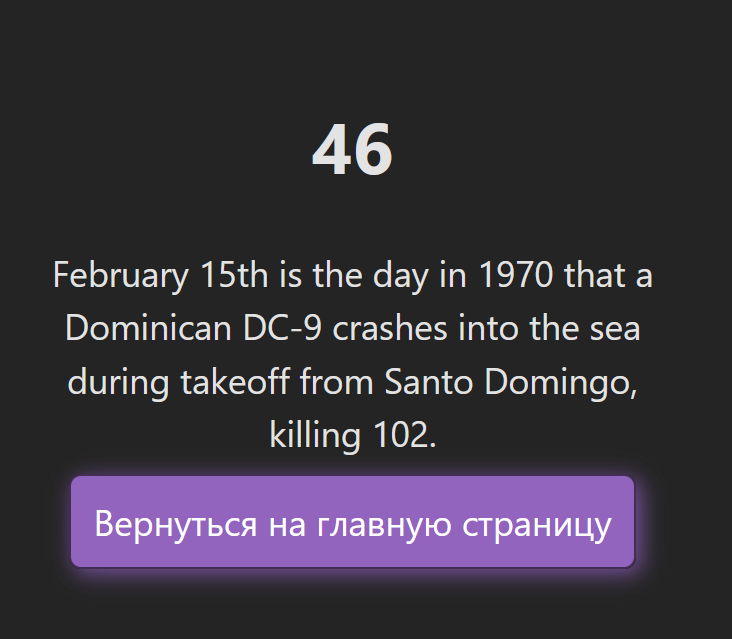 46
February 15th is the day in 1970 that a
Dominican DC-9 crashes into the sea
during takeoff from Santo Domingo,
killing 102.
Вернуться на главную страницу